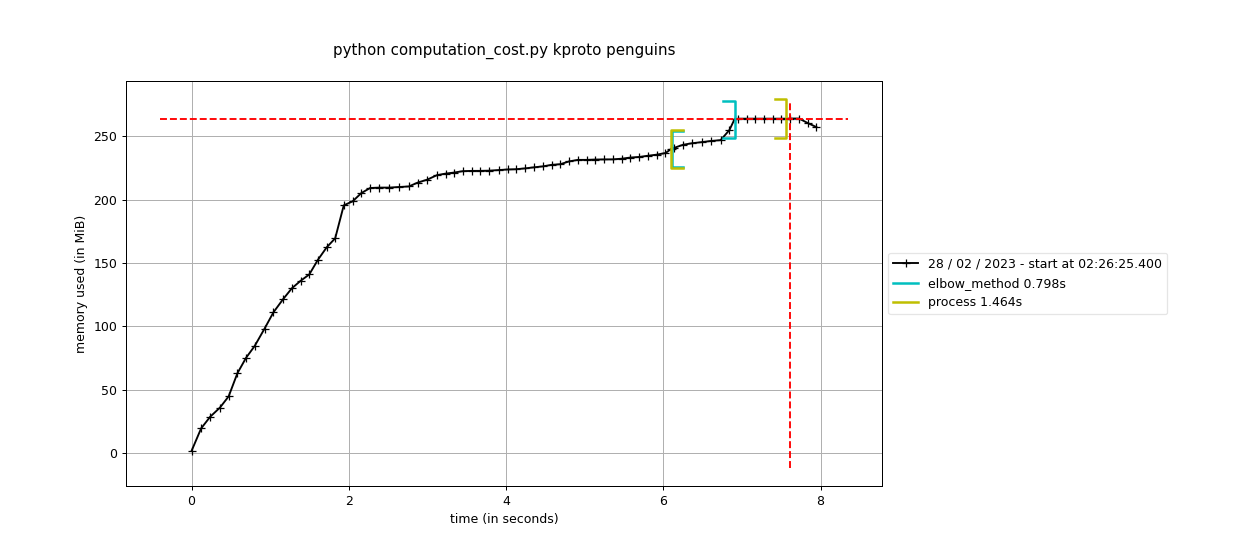 python computation_cost.py kproto penguins
memory used (in MiB)
250
200
150
100
50
0
0 2 4 6 8
time (in seconds)
28 / 02 / 2023 - start at 02:26:25.400
elbow_method 0.798s
process 1.464s